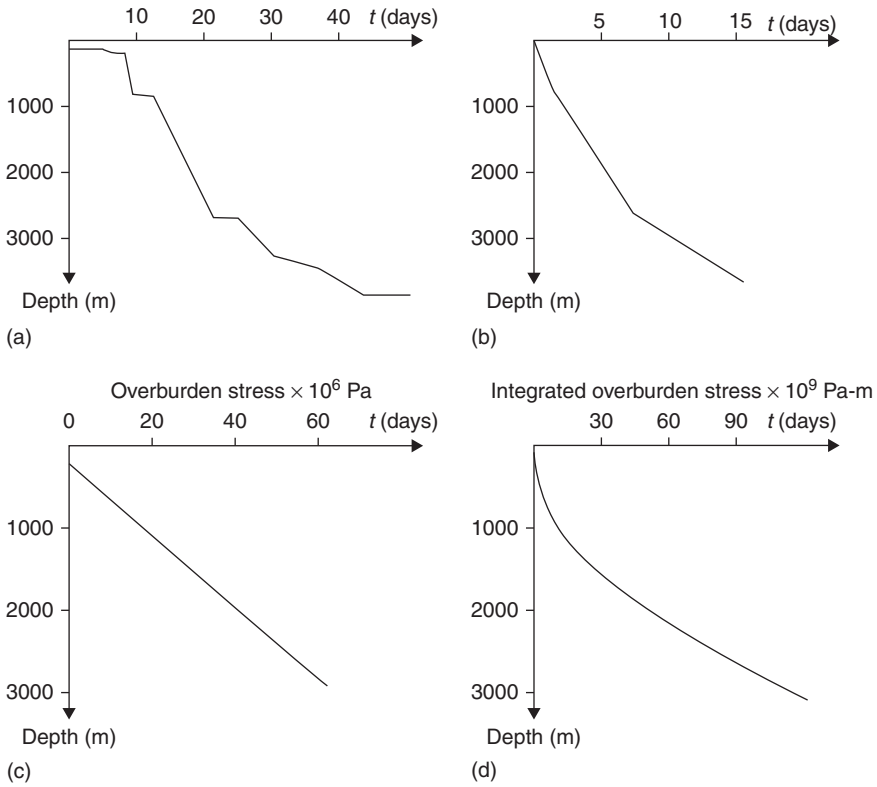 10 20 30 40 t (days)
1000
2000
3000
Depth (m)
(a)
5 10 15 t (days)
1000
2000
3000
Depth (m)
(b)
Overburden stress × 10⁶ Pa
0 20 40 60 t (days)
1000
2000
3000
Depth (m)
(c)
Integrated overburden stress × 10⁹ Pa-m
30 60 90 t (days)
1000
2000
3000
Depth (m)
(d)